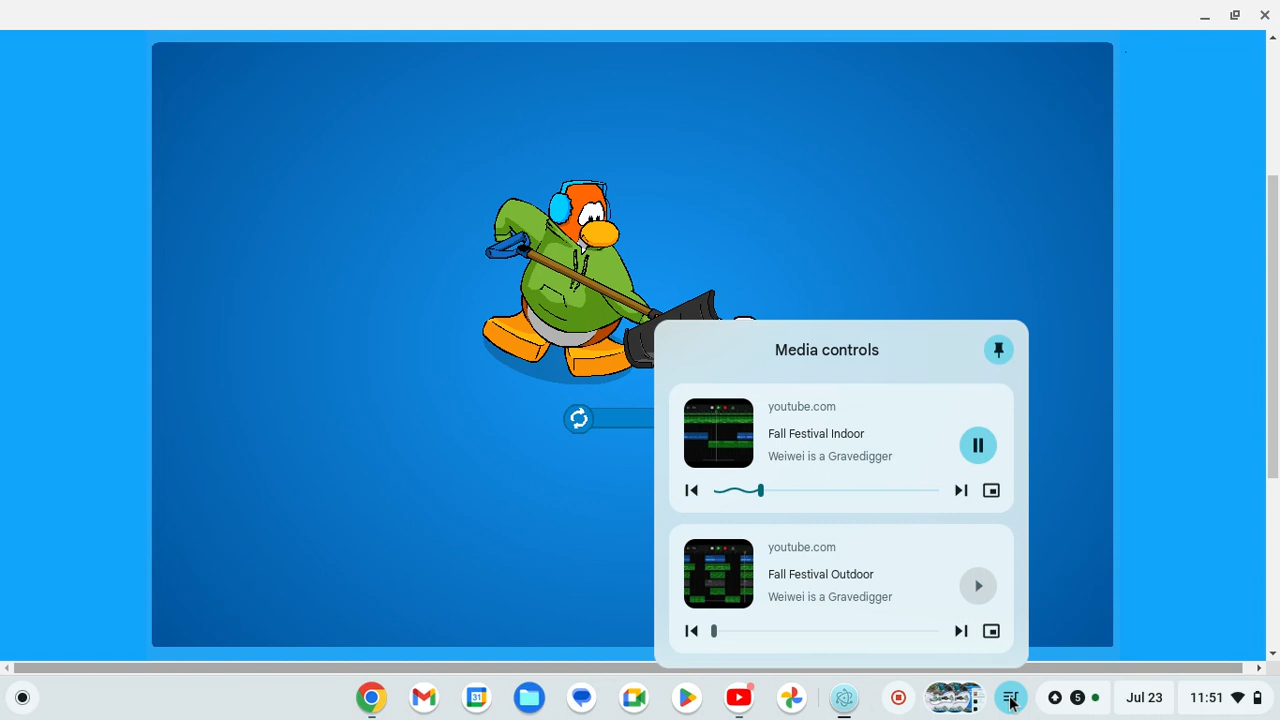 Media controls
youtube.com
Fall Festival Indoor
Weiwei is a Gravedigger
youtube.com
Fall Festival Outdoor
Weiwei is a Gravedigger
31
5
Jul 23
11:51